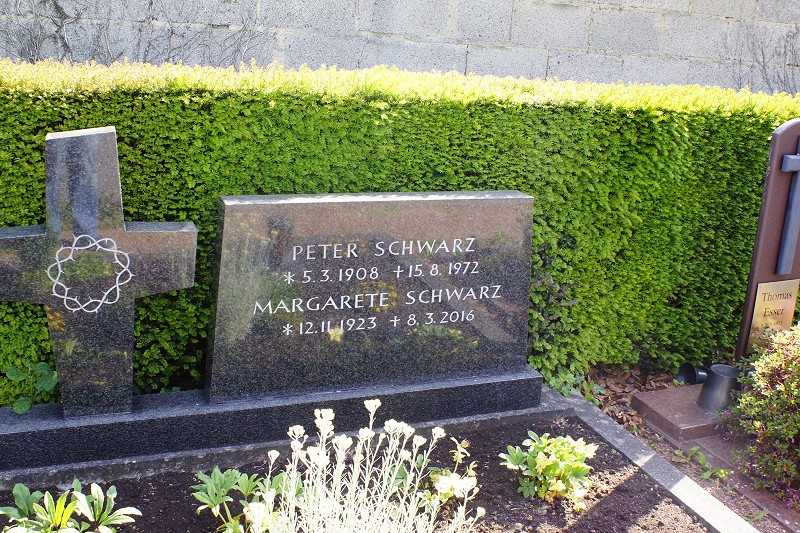 PETER SCHWARZ
* 5. 3. 1908 +15. 8. 1972
MARGARETE SCHWARZ
* 12. 11. 1923 + 8. 3. 2016
Thomas
Esser